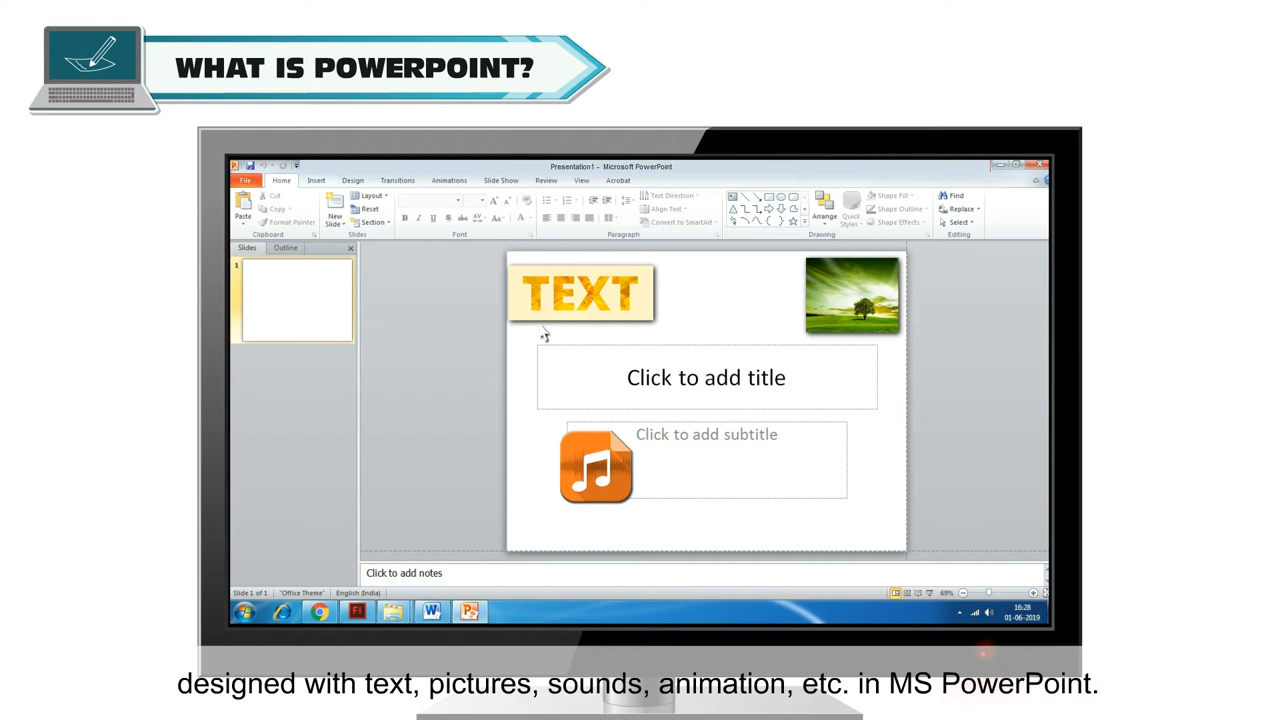 WHAT IS POWERPOINT?
Presentation1 - Microsoft PowerPoint
File Home Insert Design Transitions Animations Slide Show Review View Acrobat
Paste
Cut
Copy
Format Painter
Clipboard
New
Slide
Layout
Reset
Section
Slides
B I U S abc AV Aa A
Font
Text Direction
Align Text
Convert to SmartArt
Paragraph
Arrange
Quick
Styles
Shape Fill
Shape Outline
Shape Effects
Drawing
Find
Replace
Select
Editing
Slides Outline
1
TEXT
Click to add title
Click to add subtitle
Click to add notes
Slide 1 of 1 "Office Theme" English (India) 69%
16:28
01-06-2019
designed with text, pictures, sounds, animation, etc. in MS PowerPoint.